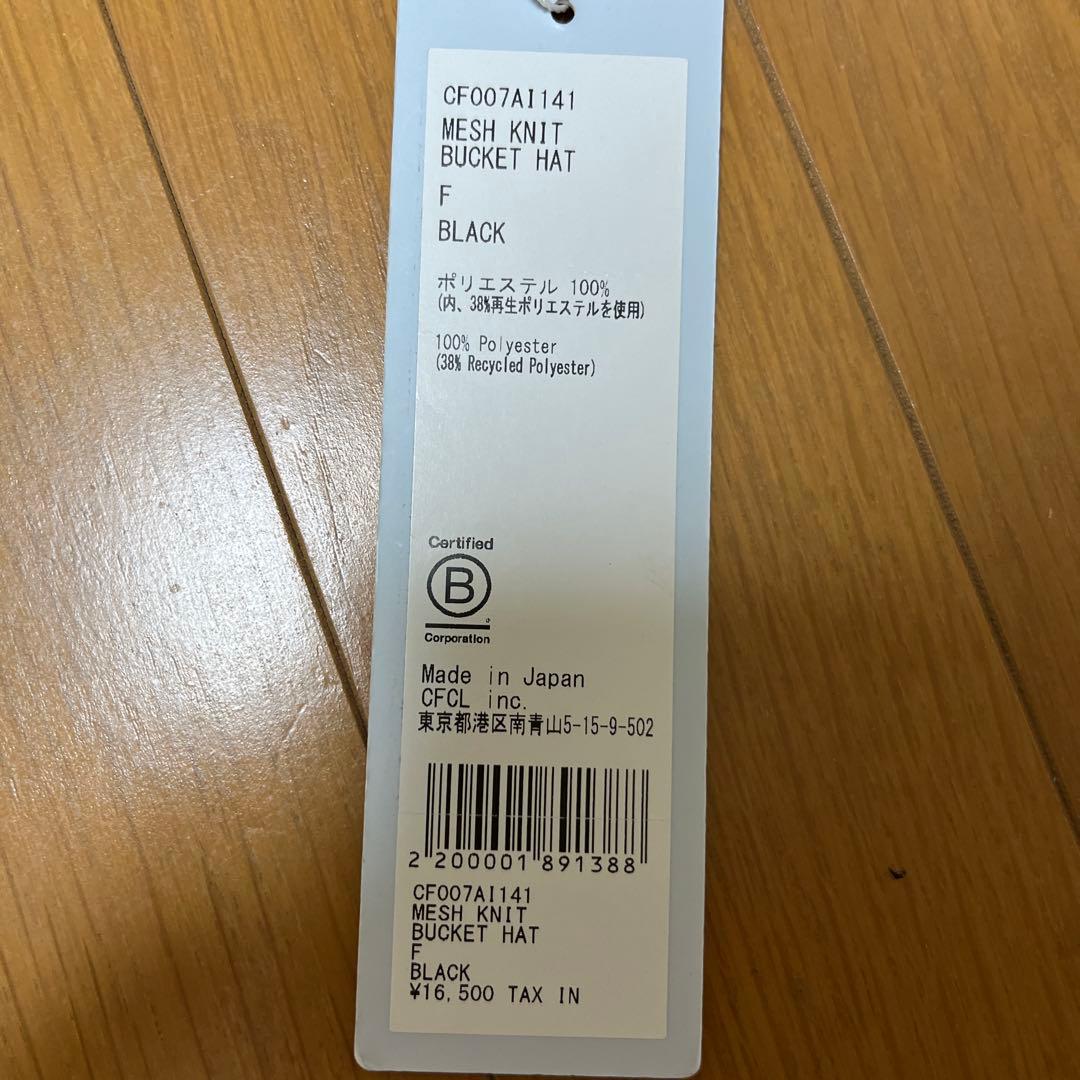 CF007AI141
MESH KNIT
BUCKET HAT
F
BLACK
ポリエステル 100%
(内、38%再生ポリエステルを使用)
100% Polyester
(38% Recycled Polyester)
Certified
B
Corporation
Made in Japan
CFCL inc.
東京都港区南青山5-15-9-502
2 200001 891388
CF007AI141
MESH KNIT
BUCKET HAT
F
BLACK
¥16,500 TAX IN